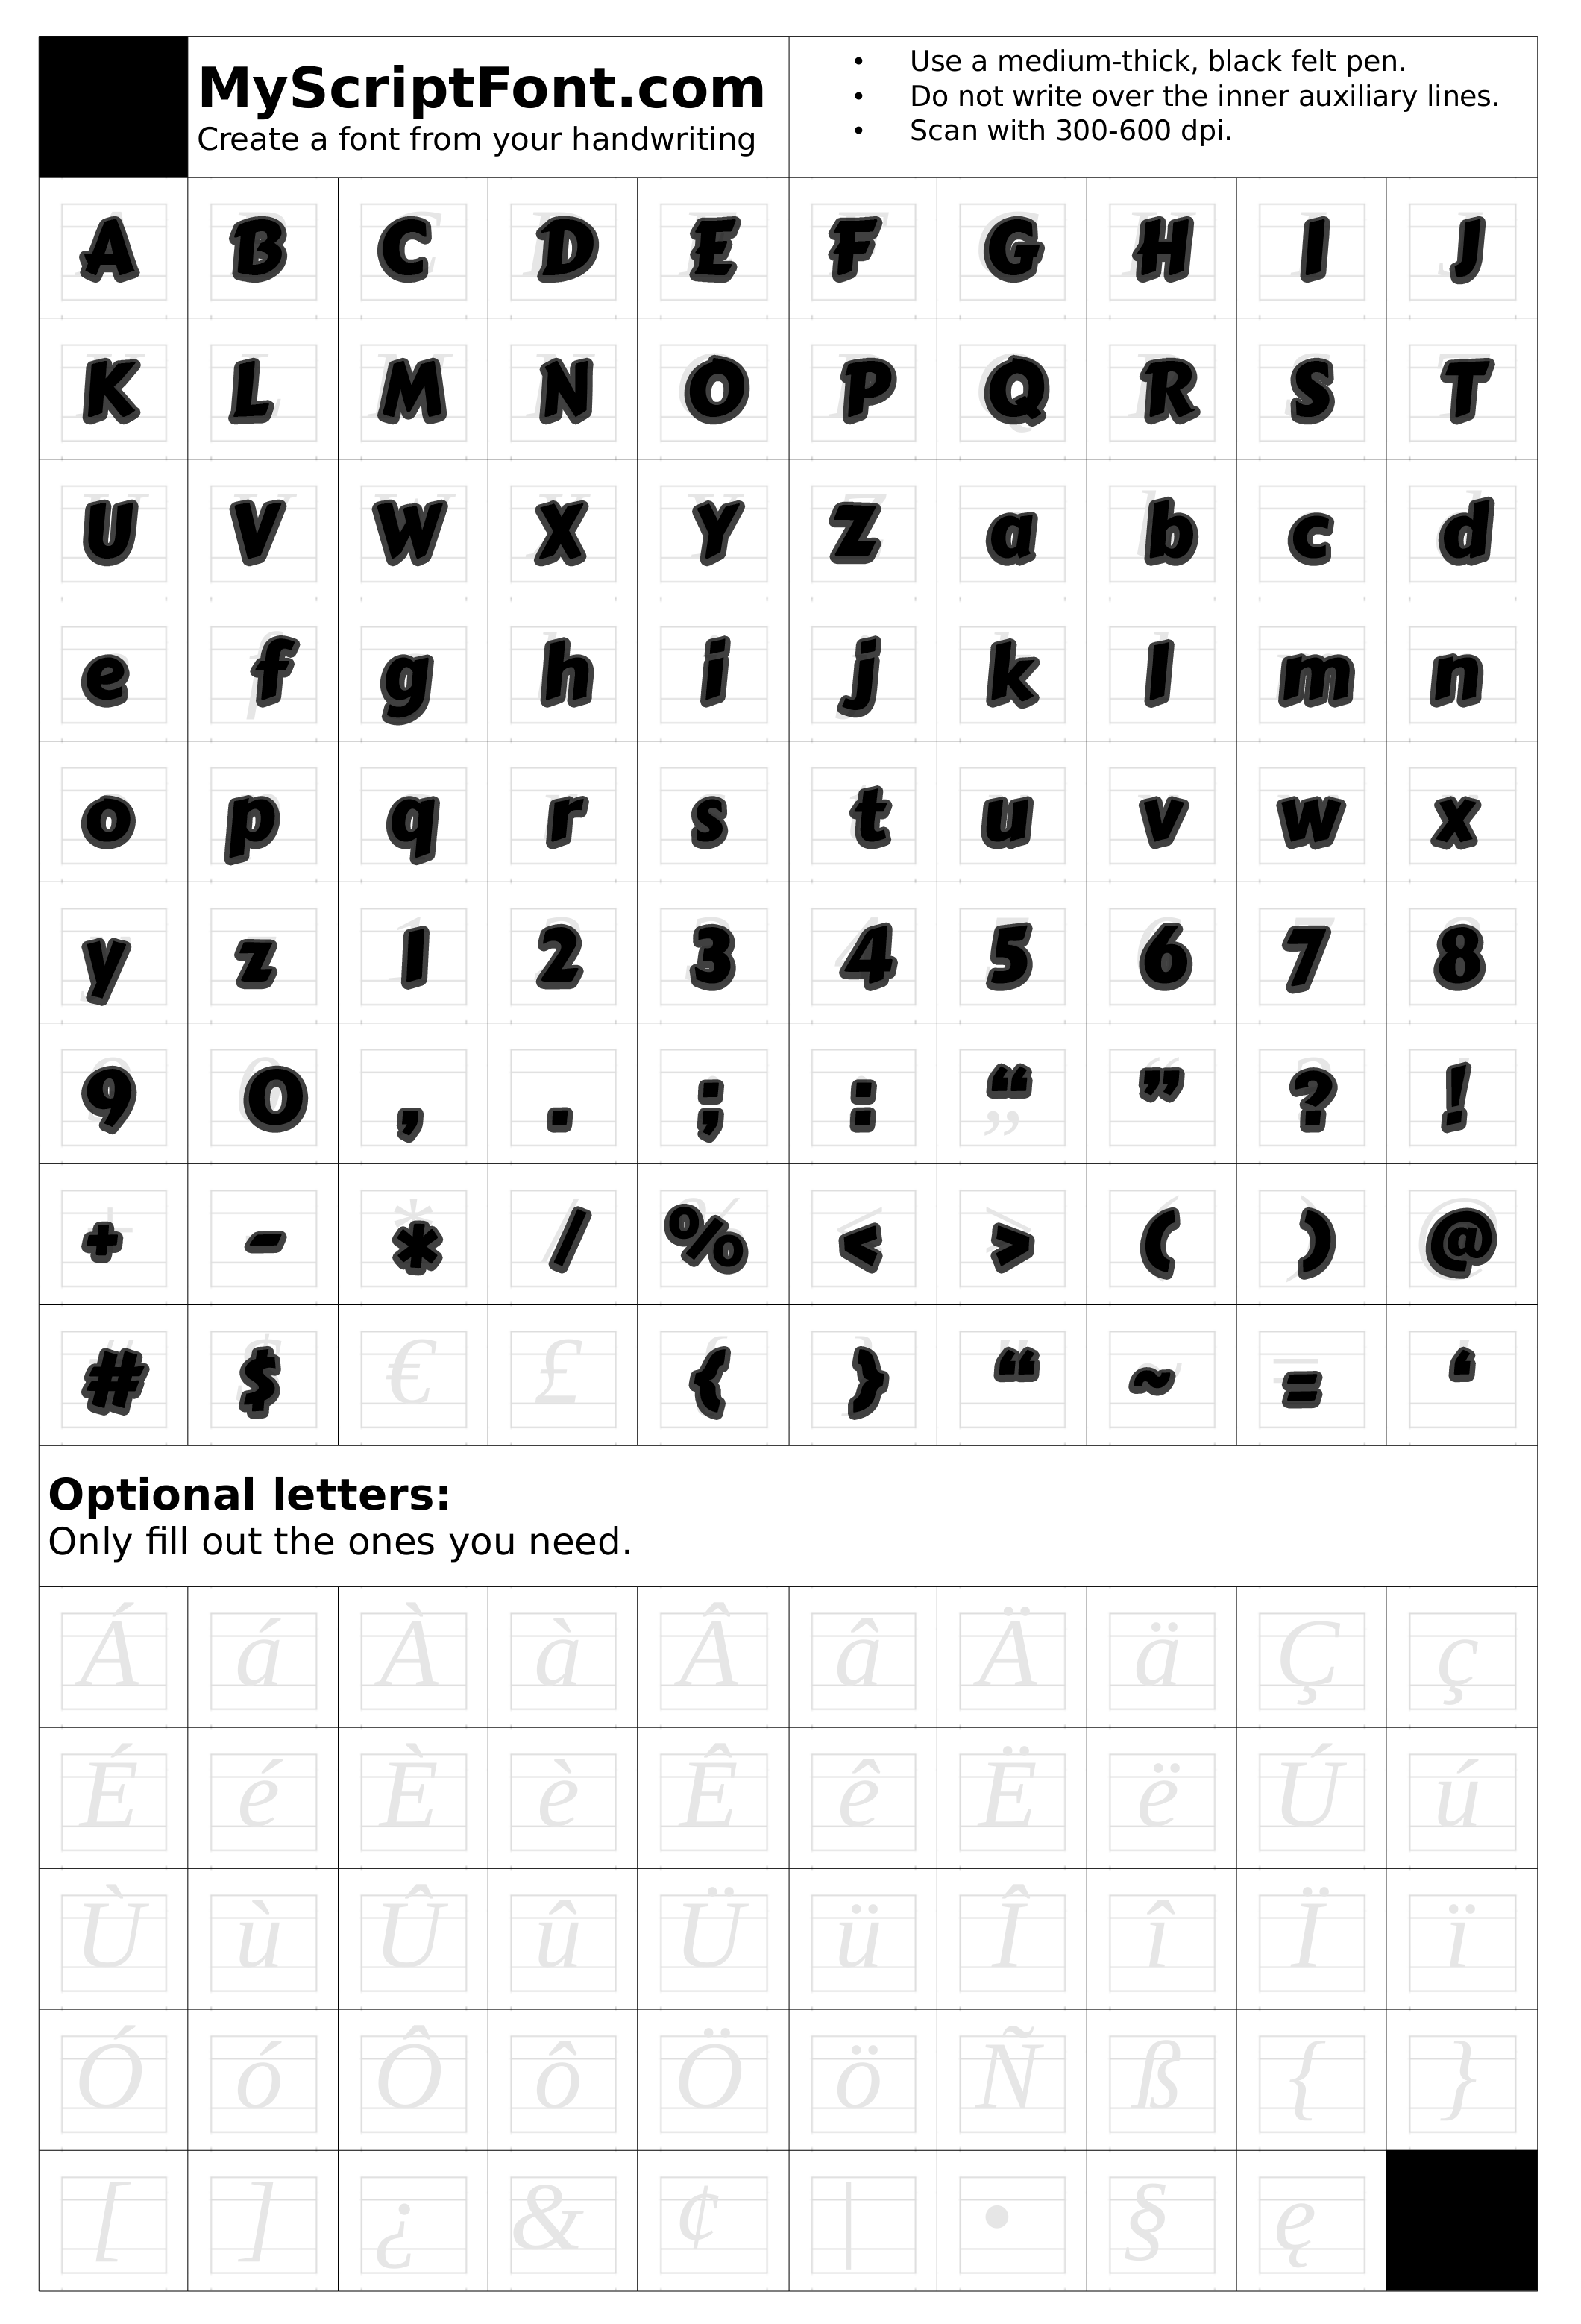 MyScriptFont.com
Create a font from your handwriting
• Use a medium-thick, black felt pen.
• Do not write over the inner auxiliary lines.
• Scan with 300-600 dpi.
A B C D E F G H I J
K L M N O P Q R S T
U V W X Y Z a b c d
e f g h i j k l m n
o p q r s t u v w x
y z 1 2 3 4 5 6 7 8
9 0 , . ; : “ ” ? !
+ - * / % < > ( ) @
# $ € £ { } “ ~ = ‘
Optional letters:
Only fill out the ones you need.
Á á À à Â â Ä ä Ç ç
É é È è Ê ê Ë ë Ú ú
Ù ù Û û Ü ü Î î Ï ï
Ó ó Ô ô Ö ö Ñ ß { }
[ ] ¿ & ¢ | • § ę